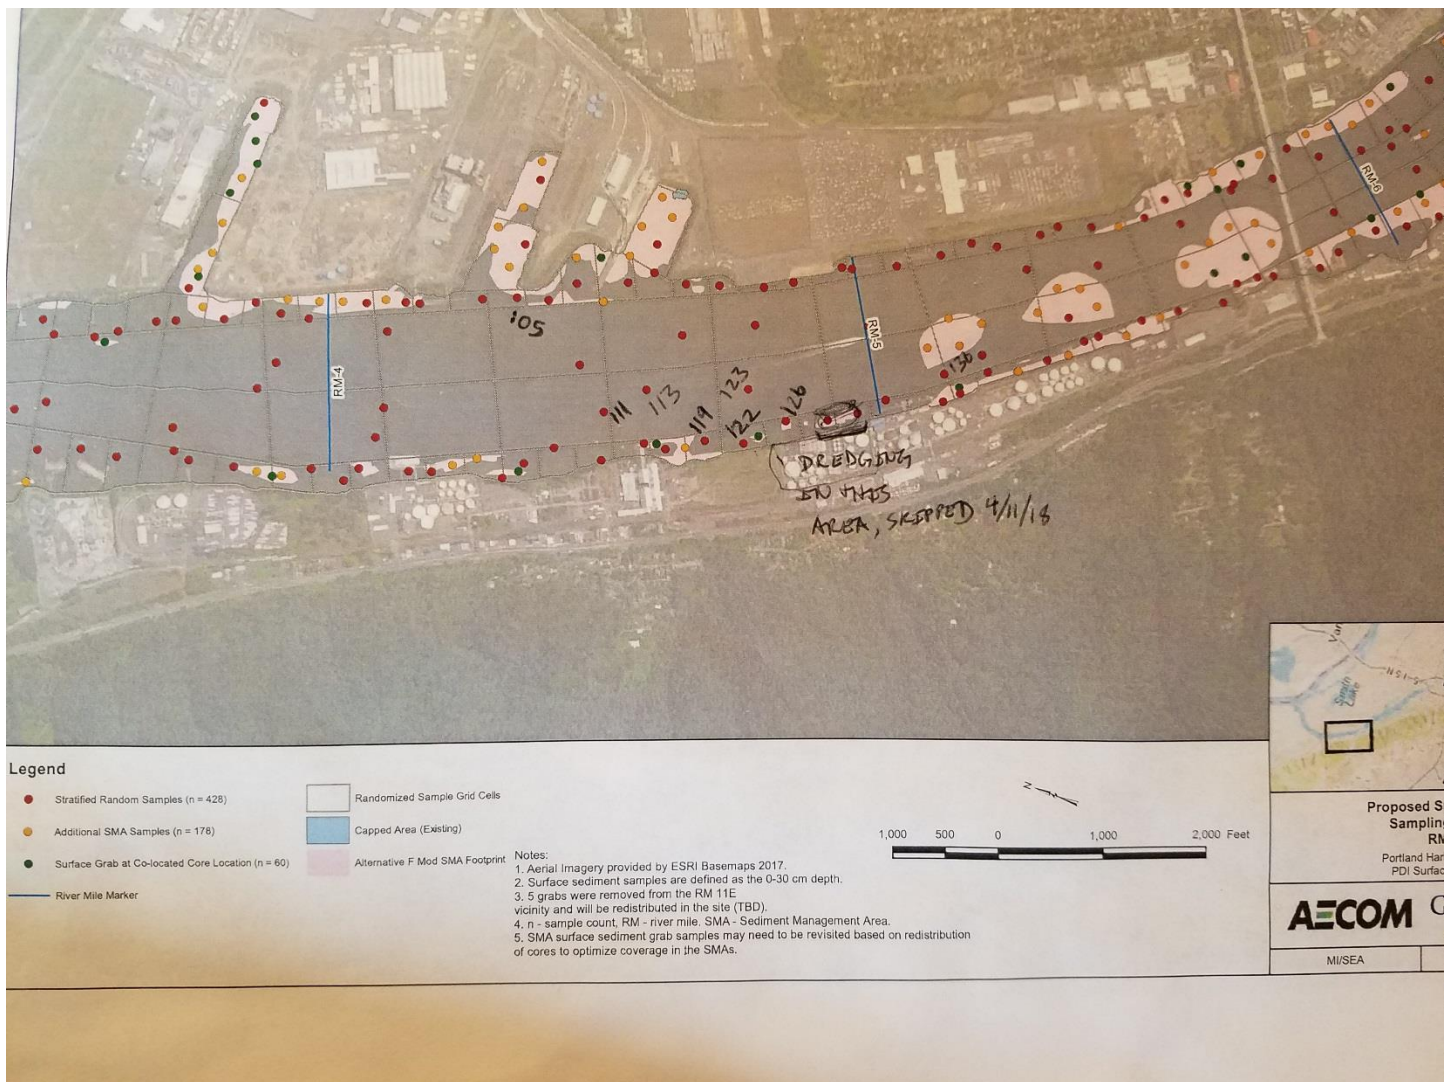 RM-6
RM-5
RM-4
105
136
123
113
111
126
119
122
DREDGING
IN THIS
AREA, SKIPPED 4/11/18
Legend
Stratified Random Samples (n = 428)
Additional SMA Samples (n = 178)
Surface Grab at Co-located Core Location (n = 60)
River Mile Marker
Randomized Sample Grid Cells
Capped Area (Existing)
Alternative F Mod SMA Footprint
Notes:
1. Aerial Imagery provided by ESRI Basemaps 2017.
2. Surface sediment samples are defined as the 0-30 cm depth.
3. 5 grabs were removed from the RM 11E
vicinity and will be redistributed in the site (TBD).
4. n - sample count, RM - river mile. SMA - Sediment Management Area.
5. SMA surface sediment grab samples may need to be revisited based on redistribution
of cores to optimize coverage in the SMAs.
N
1,000 500 0 1,000 2,000 Feet
Van
Smith
Lake
Proposed S
Sampling
RM
Portland Har
PDI Surfac
AECOM G
MI/SEA